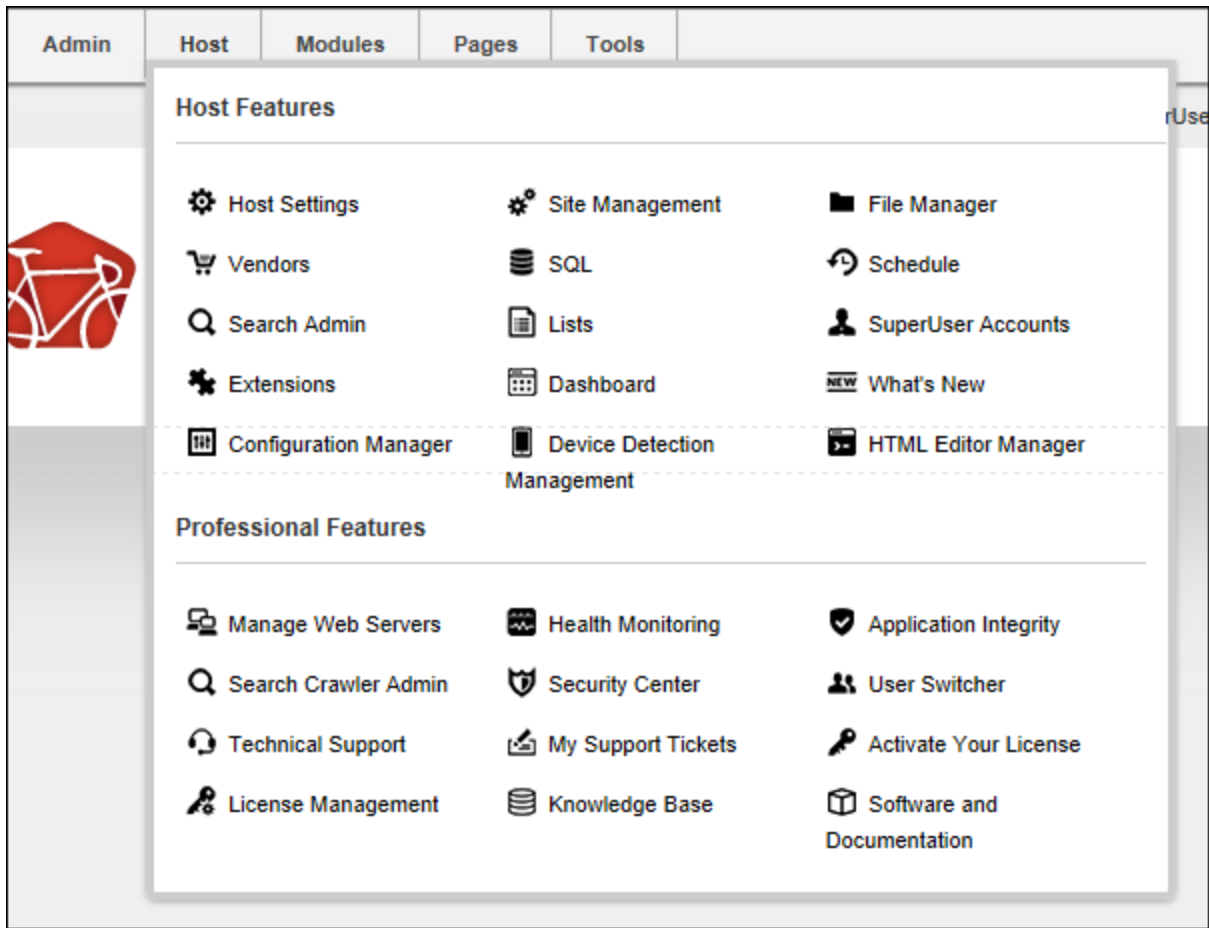 Admin Host Modules Pages Tools
Host Features
rUse
Host Settings Site Management File Manager
Vendors SQL Schedule
Search Admin Lists SuperUser Accounts
Extensions Dashboard NEW What's New
Configuration Manager Device Detection HTML Editor Manager
Management
Professional Features
Manage Web Servers Health Monitoring Application Integrity
Search Crawler Admin Security Center User Switcher
Technical Support My Support Tickets Activate Your License
License Management Knowledge Base Software and
Documentation